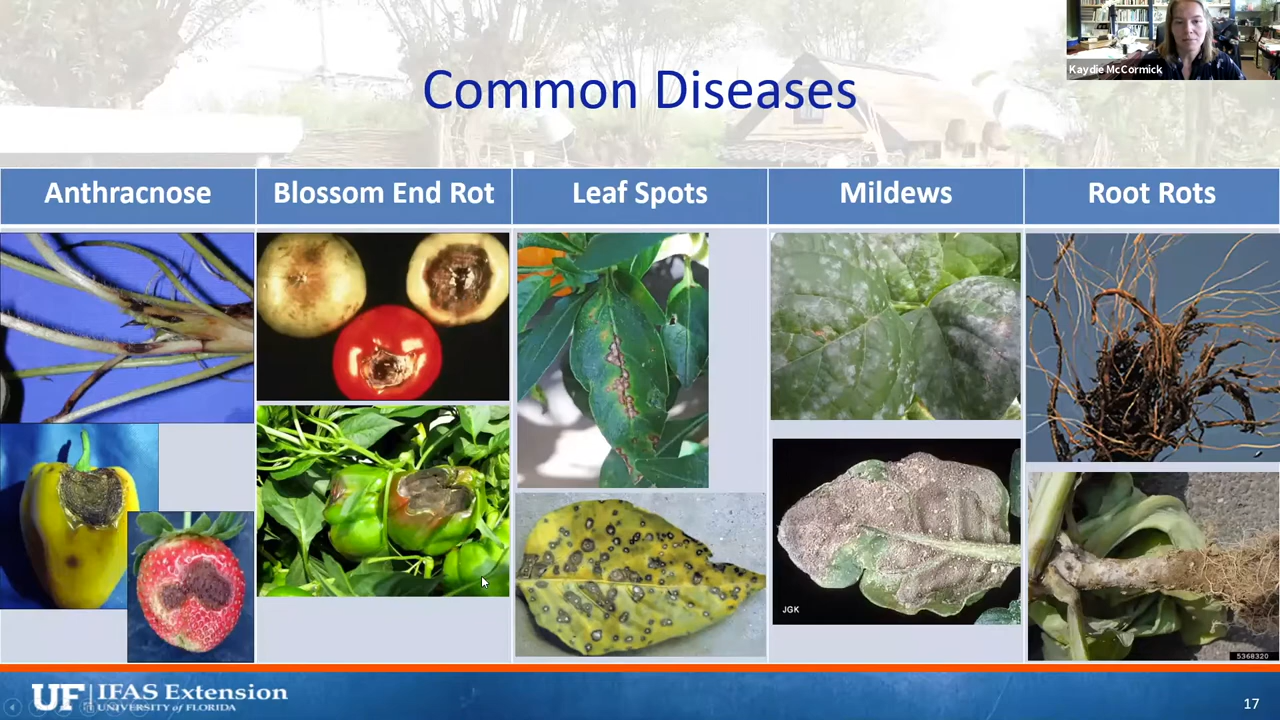 Kaydie McCormick
Common Diseases
Anthracnose
Blossom End Rot
Leaf Spots
Mildews
Root Rots
JGK
5368320
UF IFAS Extension
UNIVERSITY of FLORIDA
17